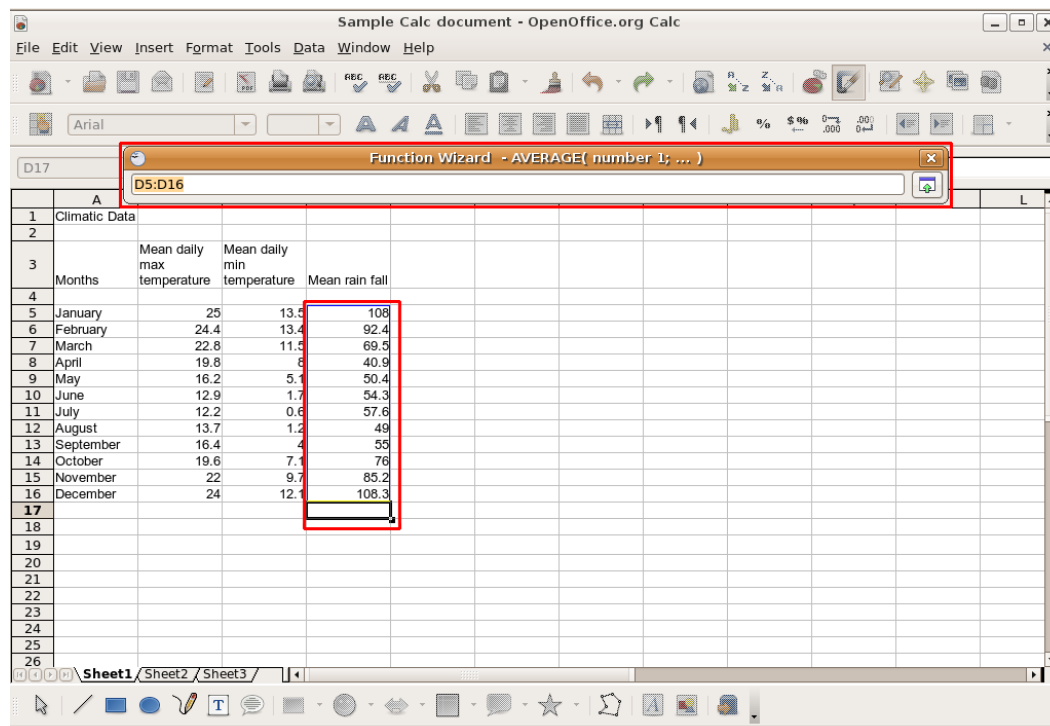 Sample Calc document - OpenOffice.org Calc
File Edit View Insert Format Tools Data Window Help
Arial
D17
Function Wizard - AVERAGE( number 1; ... )
D5:D16
A L
1 Climatic Data
2
3 Months Mean daily max temperature Mean daily min temperature Mean rain fall
4
5 January 25 13.5 108
6 February 24.4 13.4 92.4
7 March 22.8 11.5 69.5
8 April 19.8 8 40.9
9 May 16.2 5.1 50.4
10 June 12.9 1.7 54.3
11 July 12.2 0.6 57.6
12 August 13.7 1.2 49
13 September 16.4 4 55
14 October 19.6 7.1 76
15 November 22 9.7 85.2
16 December 24 12.1 108.3
17
18
19
20
21
22
23
24
25
26
Sheet1 Sheet2 Sheet3